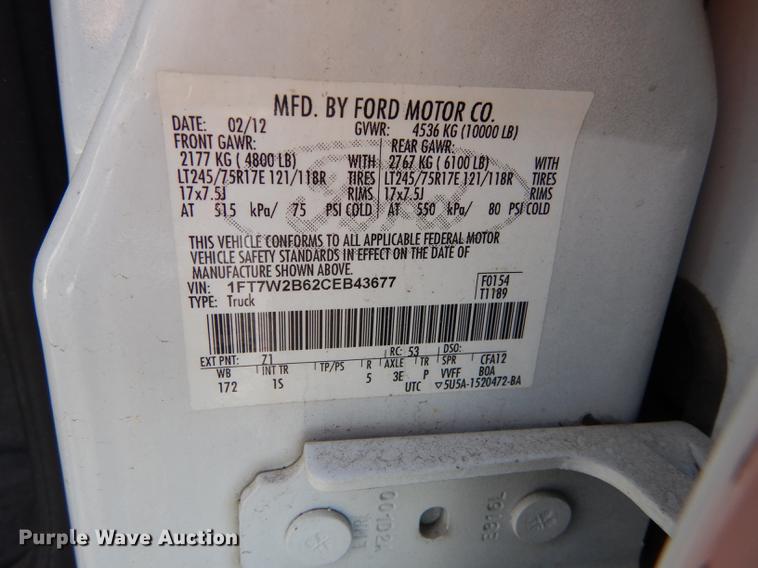 MFD. BY FORD MOTOR CO.
DATE: 02/12 GVWR: 4536 KG (10000 LB)
FRONT GAWR: REAR GAWR:
2177 KG ( 4800 LB) WITH 2767 KG ( 6100 LB) WITH
LT245/75R17E 121/118R TIRES LT245/75R17E 121/118R TIRES
17x7.5J RIMS 17x7.5J RIMS
AT 515 kPa/ 75 PSI COLD AT 550 kPa/ 80 PSI COLD
THIS VEHICLE CONFORMS TO ALL APPLICABLE FEDERAL MOTOR
VEHICLE SAFETY STANDARDS IN EFFECT ON THE DATE OF
MANUFACTURE SHOWN ABOVE.
VIN: 1FT7W2B62CEB43677 F0154
TYPE: Truck T1189
EXT PNT: Z1 RC: 53 DSO:
WB INT TR TP/PS R AXLE TR SPR CFA12
172 1S 5 3E P VVFF BOA
UTC ▽5U5A-1520472-BA
Purple Wave Auction